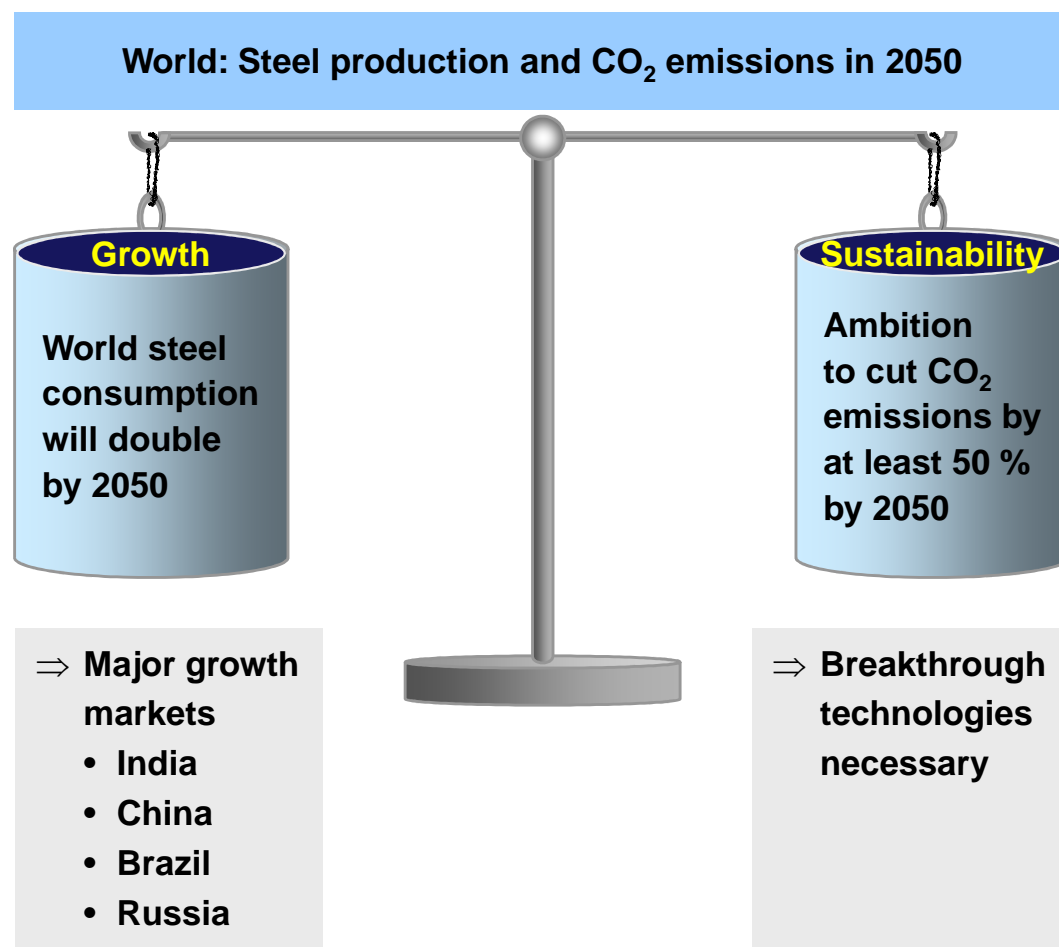 World: Steel production and CO₂ emissions in 2050
Growth
World steel
consumption
will double
by 2050
Sustainability
Ambition
to cut CO₂
emissions by
at least 50 %
by 2050
⇒ Major growth
markets
• India
• China
• Brazil
• Russia
⇒ Breakthrough
technologies
necessary